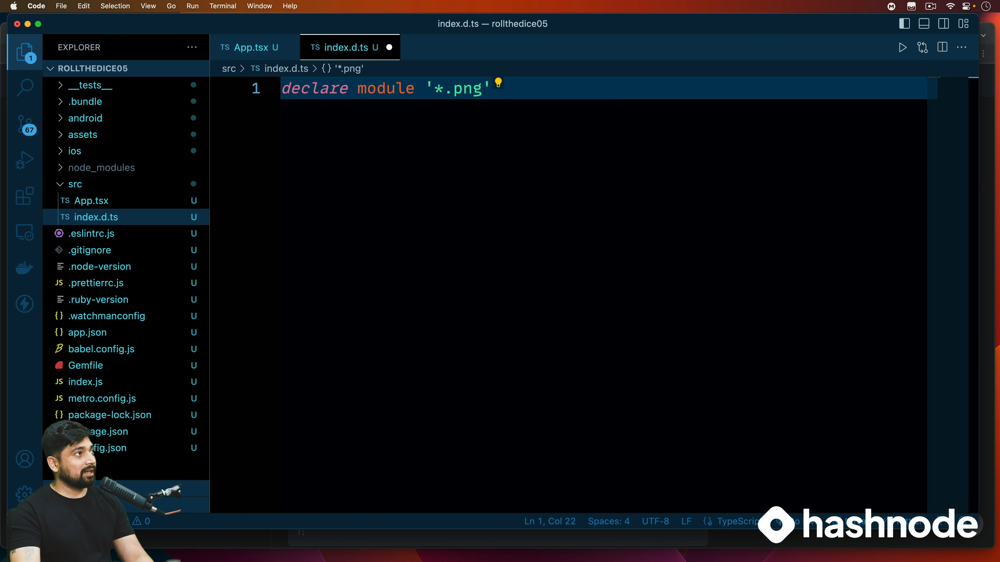 Code File Edit Selection View Go Run Terminal Window Help
index.d.ts — rollthedice05
EXPLORER
TS App.tsx U
TS index.d.ts U
1
ROLLTHEDICE05
src > TS index.d.ts > {} '*.png'
1 declare module '*.png'
__tests__
.bundle
android
67
assets
ios
node_modules
src
TS App.tsx U
TS index.d.ts U
.eslintrc.js U
.gitignore U
.node-version U
JS .prettierrc.js U
.ruby-version U
{} .watchmanconfig U
{} app.json U
babel.config.js U
Gemfile U
JS index.js U
JS metro.config.js U
{} package-lock.json U
age.json U
fig.json U
0
Ln 1, Col 22 Spaces: 4 UTF-8 LF TypeScrip
hashnode
);